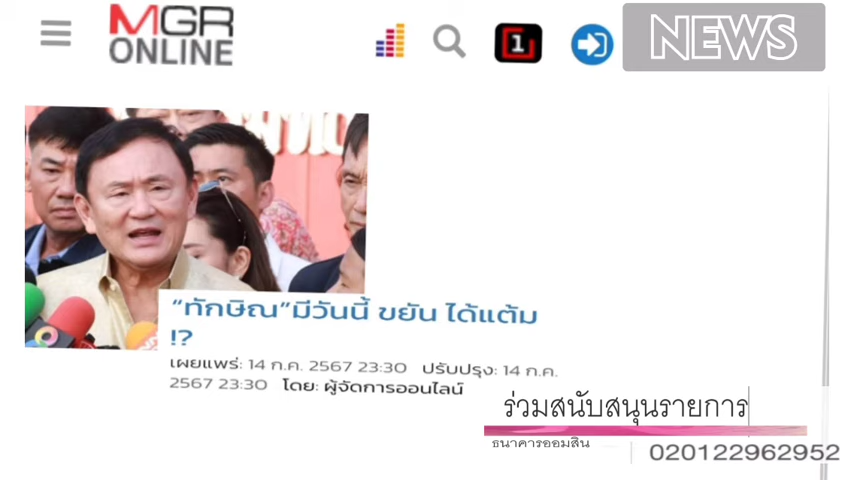 MGR
ONLINE
1
NEWS
"ทักษิณ"มีวันนี้ ขยัน ได้แต้ม
!?
เผยแพร่: 14 ก.ค. 2567 23:30 ปรับปรุง: 14 ก.ค.
2567 23:30 โดย: ผู้จัดการออนไลน์
ร่วมสนับสนุนรายการ
ธนาคารออมสิน
020122962952